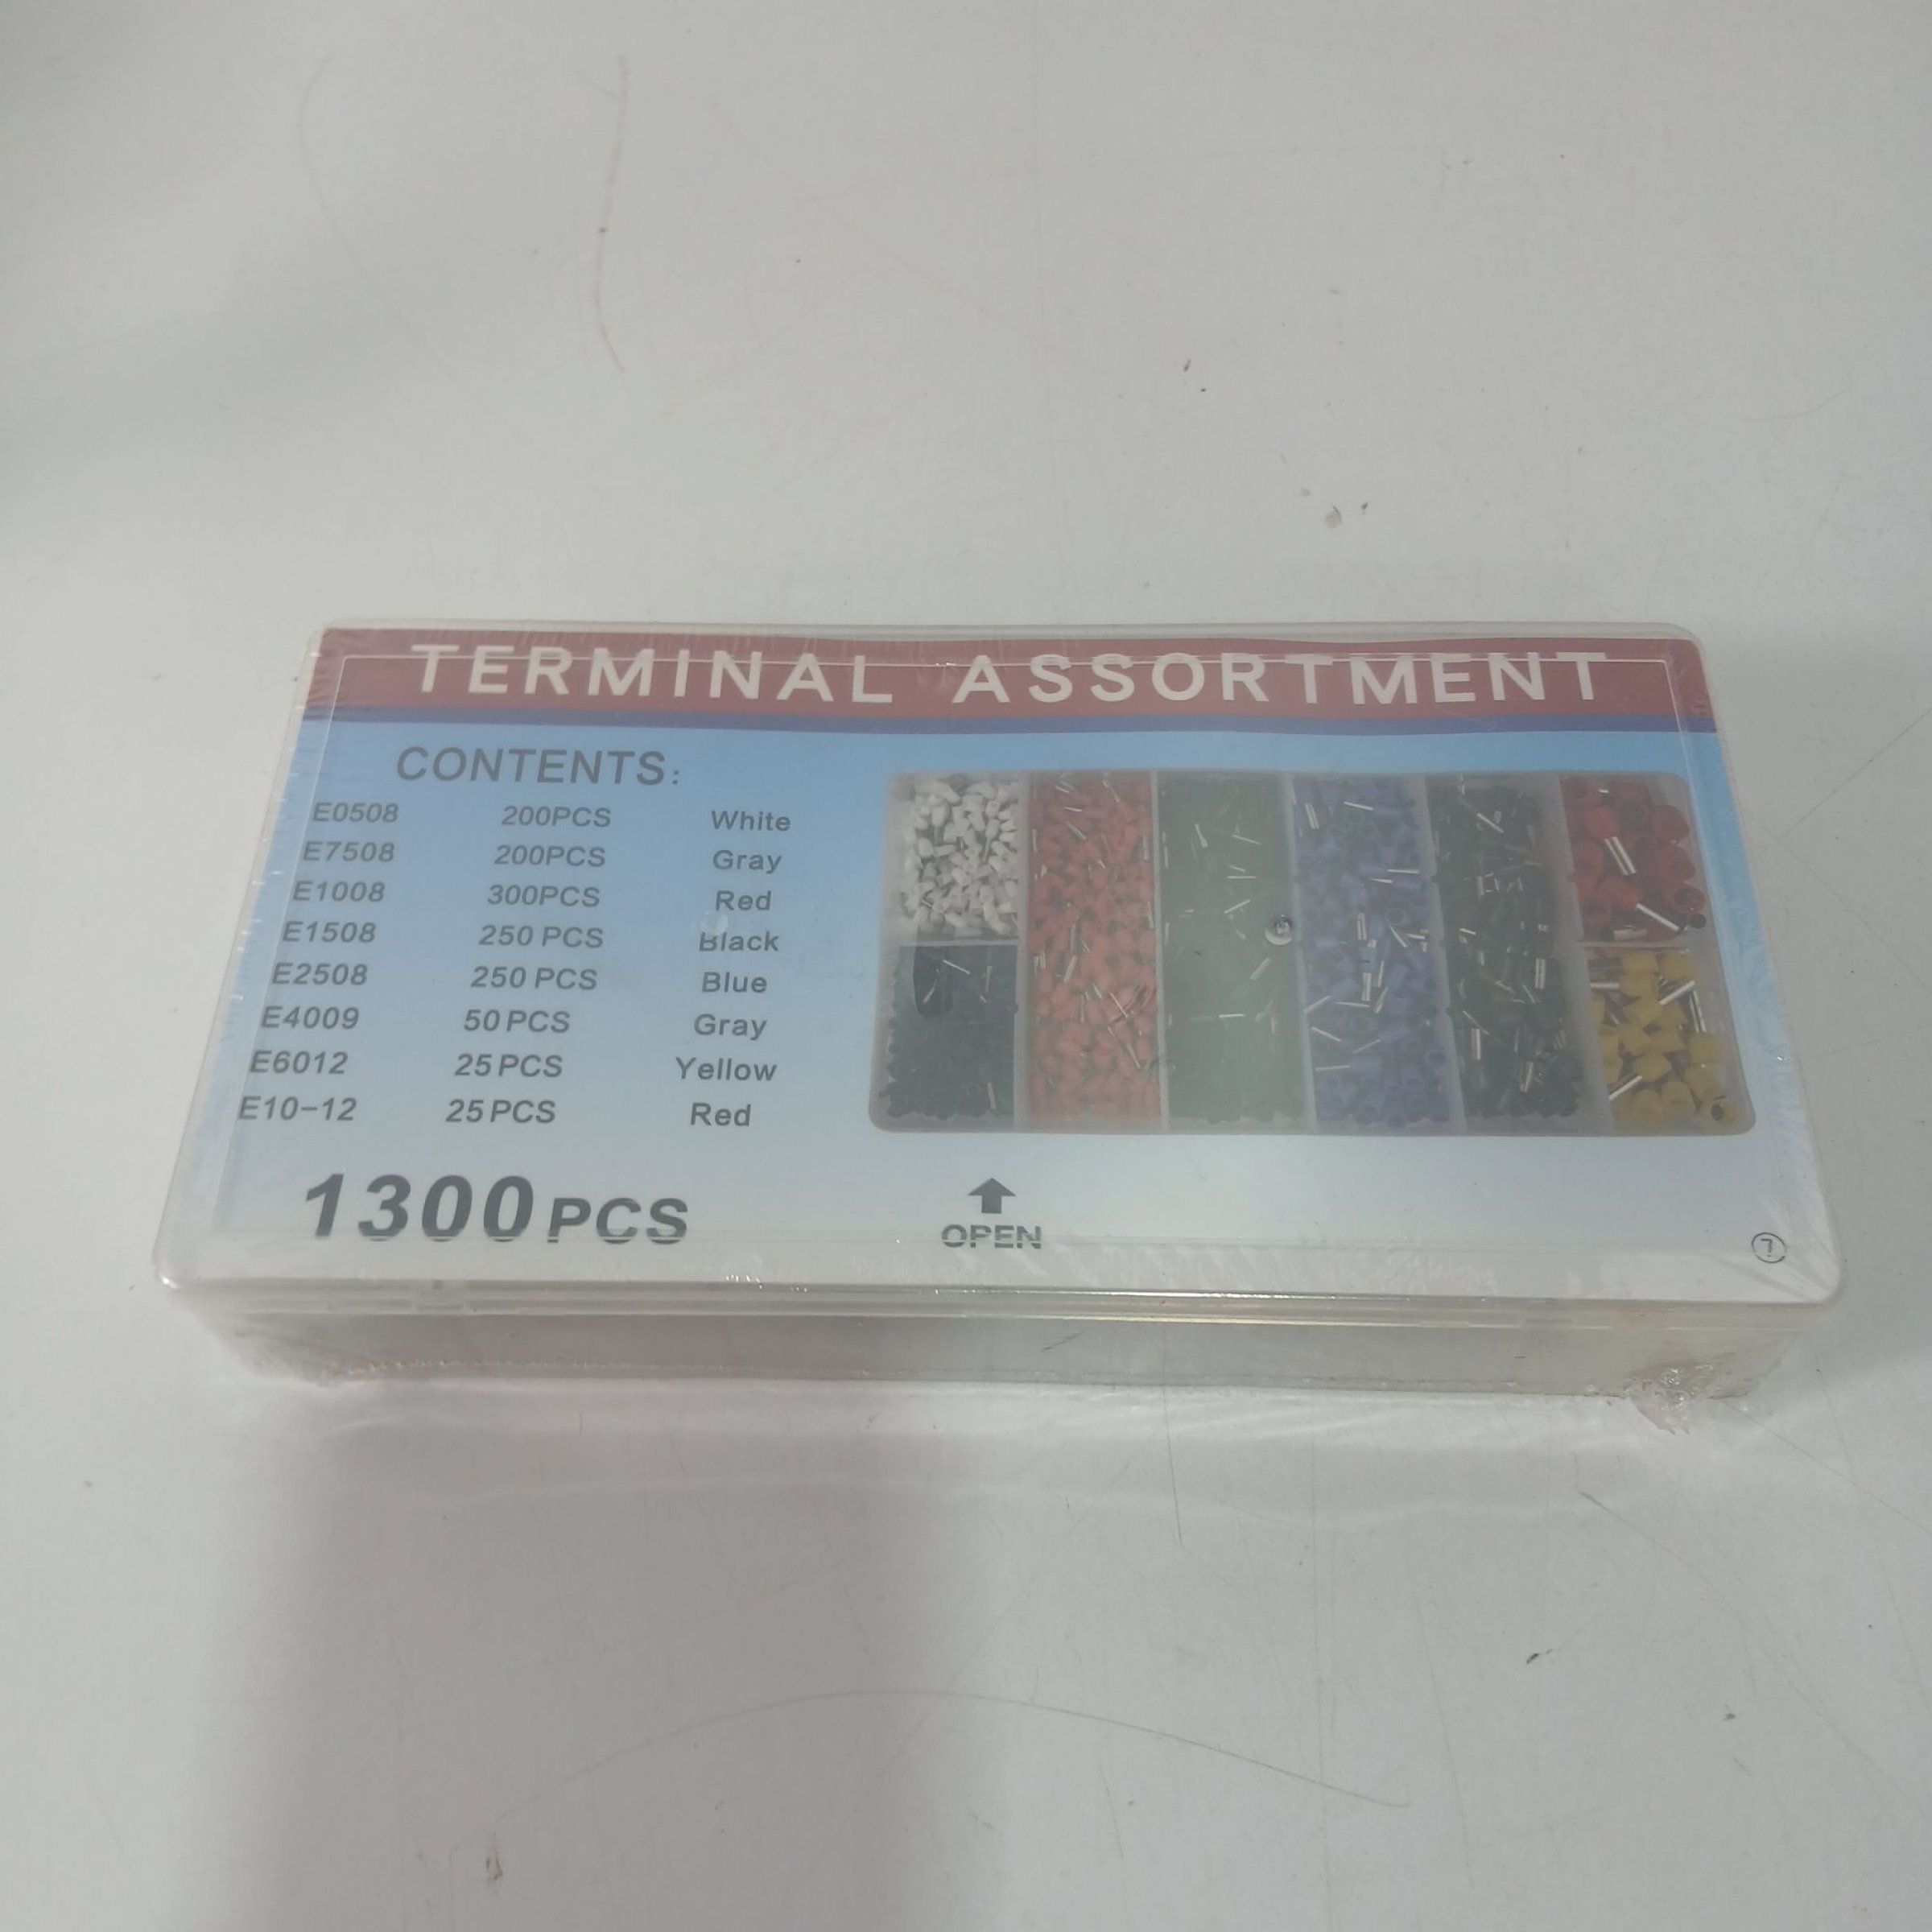 TERMINAL ASSORTMENT
CONTENTS:
E0508 200PCS White
E7508 200PCS Gray
E1008 300PCS Red
E1508 250 PCS Black
E2508 250 PCS Blue
E4009 50 PCS Gray
E6012 25 PCS Yellow
E10-12 25 PCS Red
1300 PCS
OPEN
7